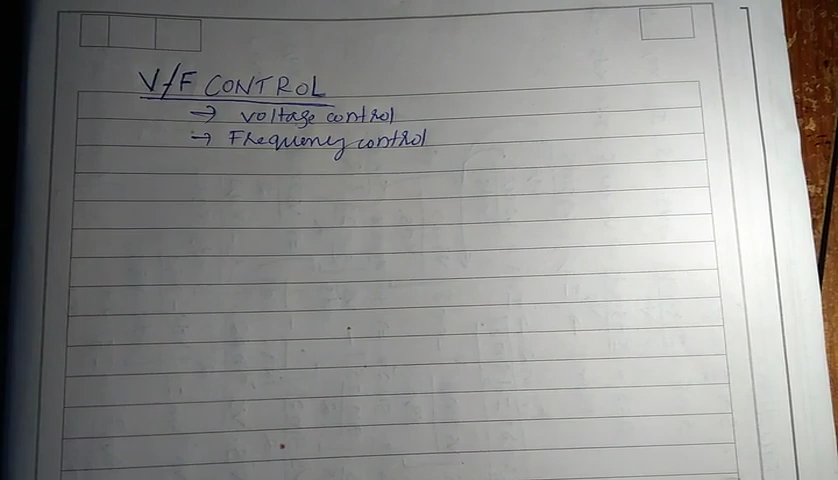 V/F CONTROL
→ voltage control
→ Frequency control